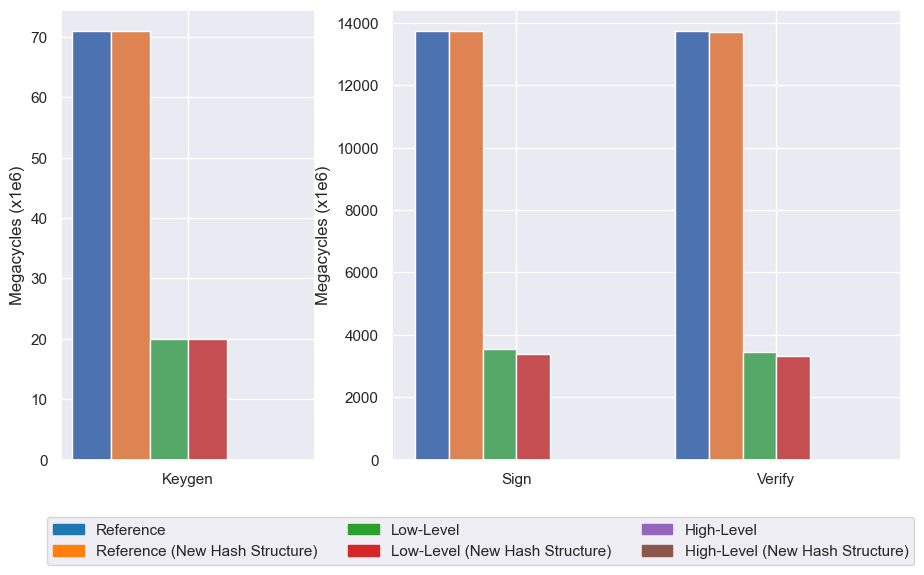 70
60
50
40
30
20
10
0
Megacycles (x1e6)
Keygen
14000
12000
10000
8000
6000
4000
2000
0
Megacycles (x1e6)
Sign
Verify
Reference
Low-Level
High-Level
Reference (New Hash Structure)
Low-Level (New Hash Structure)
High-Level (New Hash Structure)